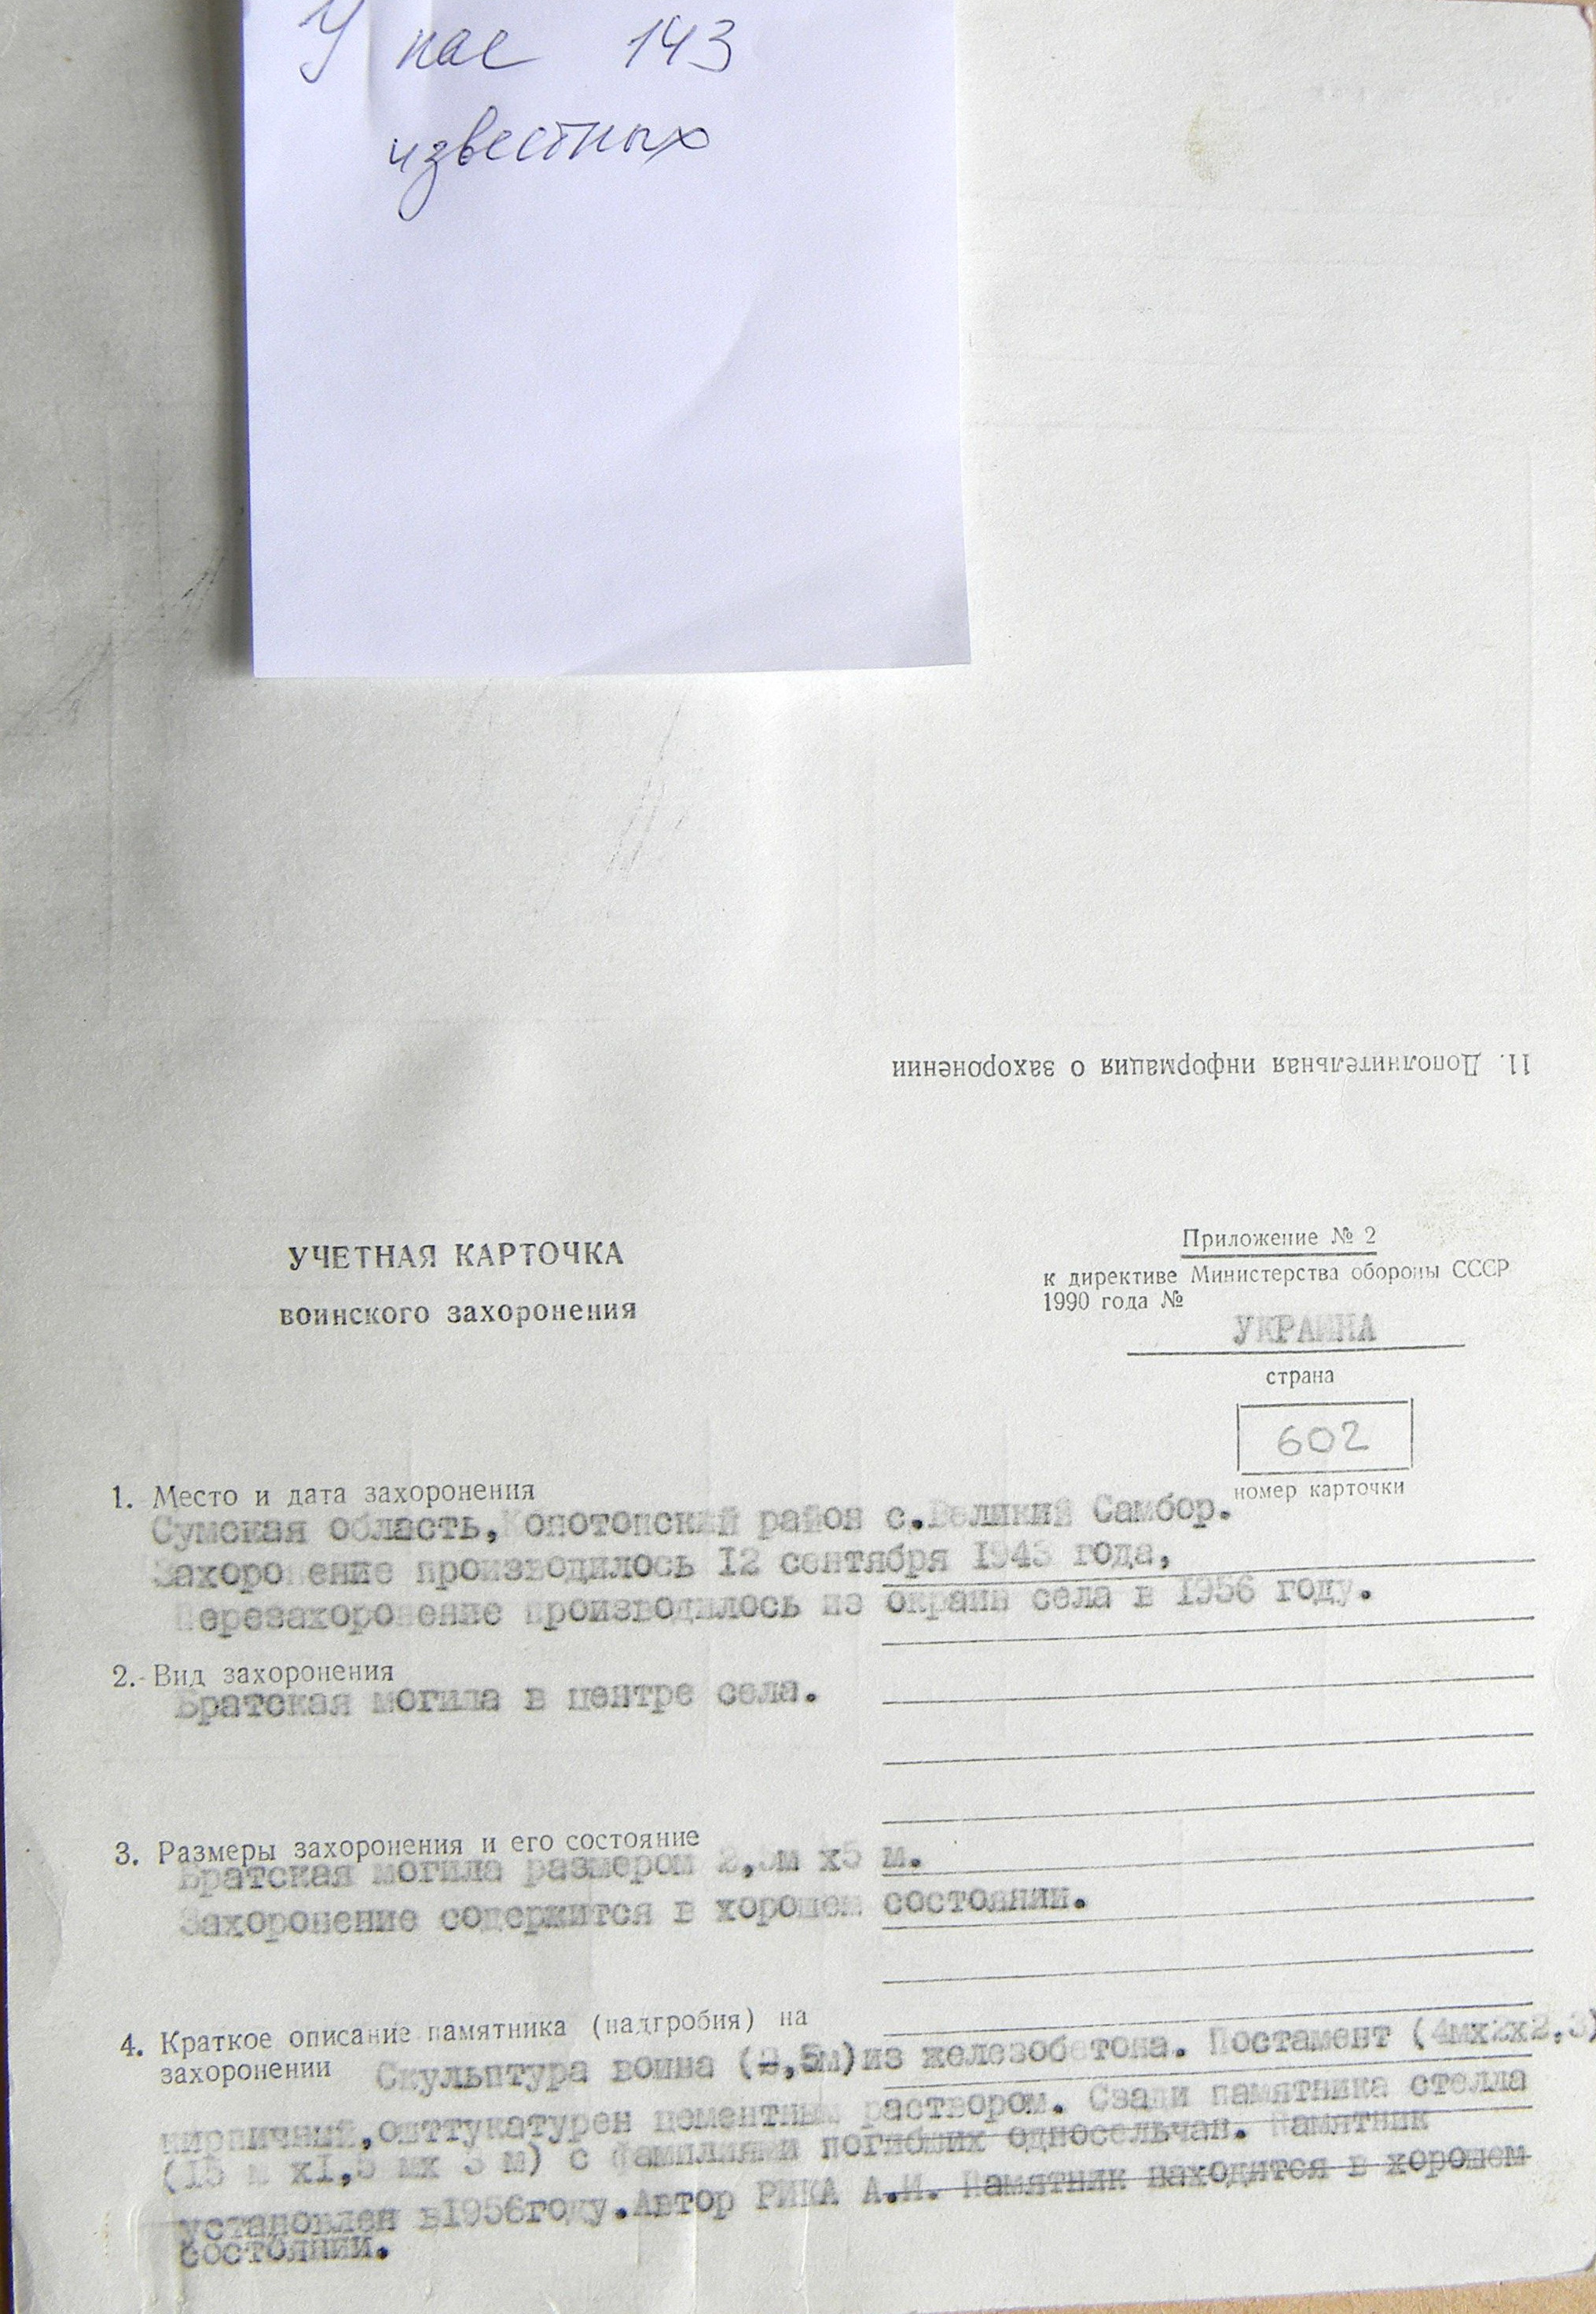 У нас 143
известных
11. Дополнительная информация о захоронении
УЧЕТНАЯ КАРТОЧКА
воинского захоронения
Приложение № 2
к директиве Министерства обороны СССР
1990 года №
УКРАИНА
страна
602
номер карточки
1. Место и дата захоронения
Сумская область,Конотопский район с.Великий Самбор.
Захоронение производилось 12 сентября 1943 года,
Перезахоронение производилось из окраин села в 1956 году.
2. Вид захоронения
Братская могила в центре села.
3. Размеры захоронения и его состояние
Братская могила размером 2,5м х5 м.
Захоронение содержится в хорошем состоянии.
4. Краткое описание памятника (надгробия) на
захоронении Скульптура воина (2,5м)из железобетона. Постамент (4мх2х2,3)
кирпичный,оштукатурен цементным раствором. Сзади памятника стелла
(15 м х1,5 мх 3 м) с фамилиями погибших односельчан. Памятник
установлен в1956году.Автор РИКА А.И. Памятник находится в хорошем
состоянии.